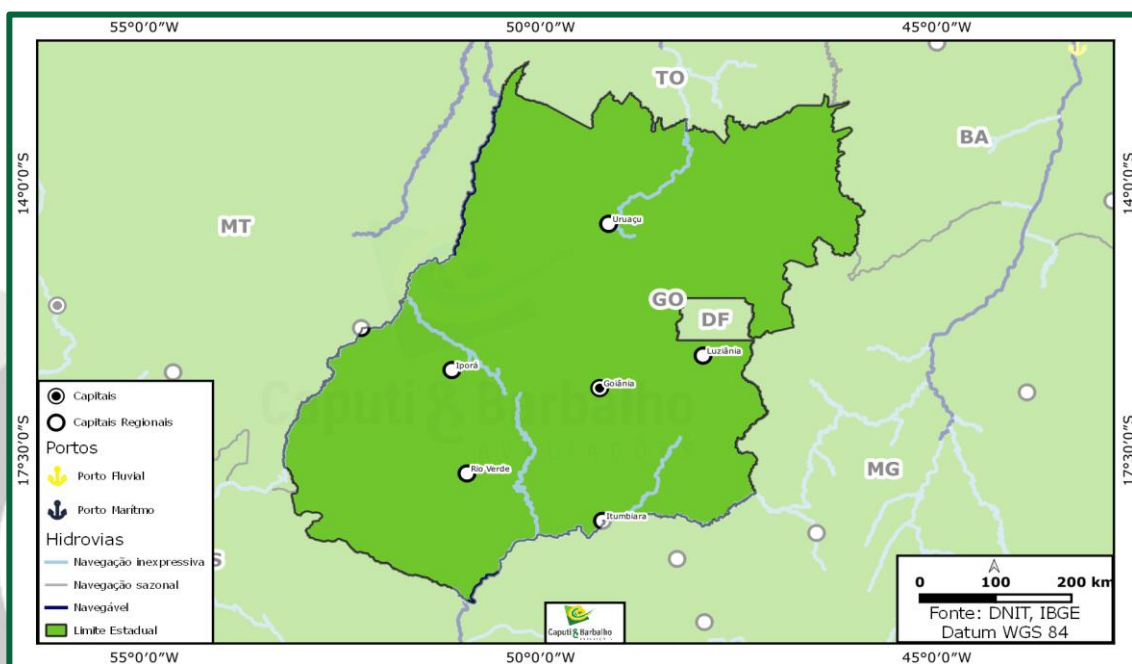 55°0'0"W 50°0'0"W 45°0'0"W
14°0'0"S
14°0'0"S
TO
BA
MT
Uruaçu
GO
DF
Luziânia
Iporá
Goiânia
Caputi & Barbalho
AVALIAÇÕES
17°30'0"S
17°30'0"S
Rio Verde
MG
Itumbiara
S
Capitais
Capitais Regionais
Portos
Porto Fluvial
Porto Marítmo
Hidrovias
Navegação inexpressiva
Navegação sazonal
Navegável
Limite Estadual
Caputi & Barbalho
0 100 200 km
Fonte: DNIT, IBGE
Datum WGS 84
55°0'0"W 50°0'0"W 45°0'0"W